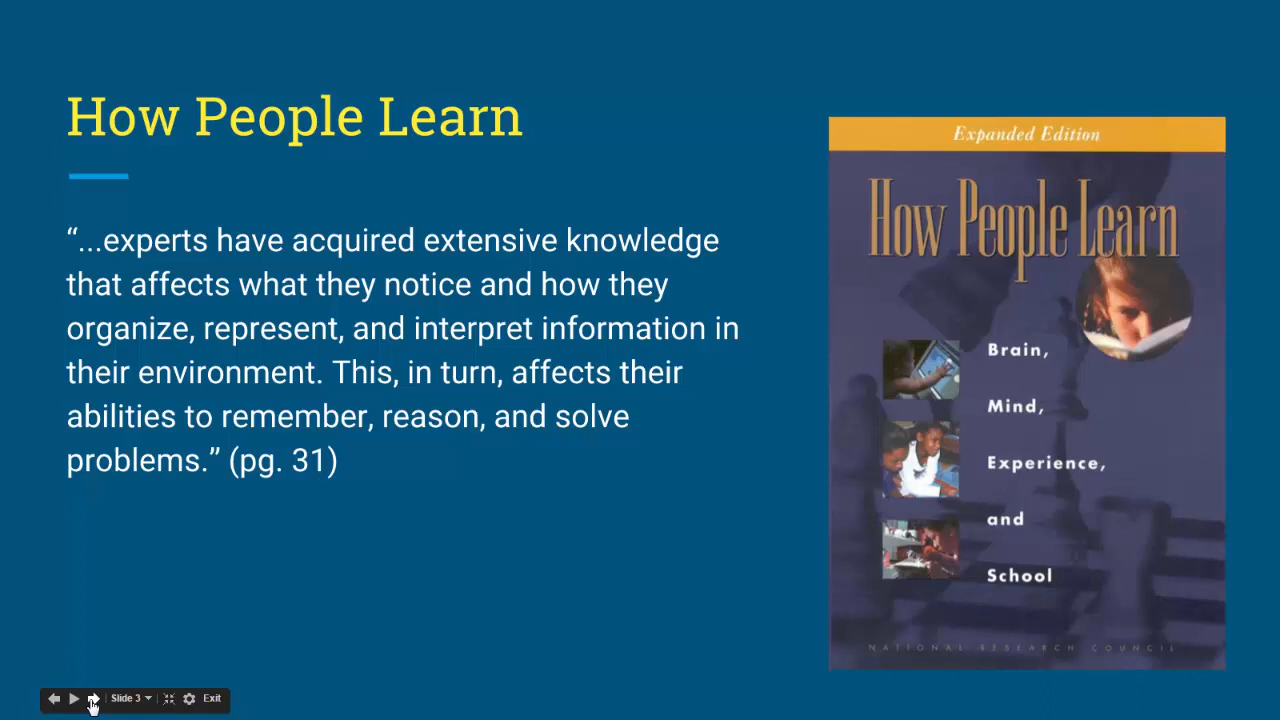 How People Learn
“...experts have acquired extensive knowledge
that affects what they notice and how they
organize, represent, and interpret information in
their environment. This, in turn, affects their
abilities to remember, reason, and solve
problems.” (pg. 31)
Expanded Edition
How People Learn
Brain,
Mind,
Experience,
and
School
NATIONAL RESEARCH COUNCIL
Slide 3
Exit